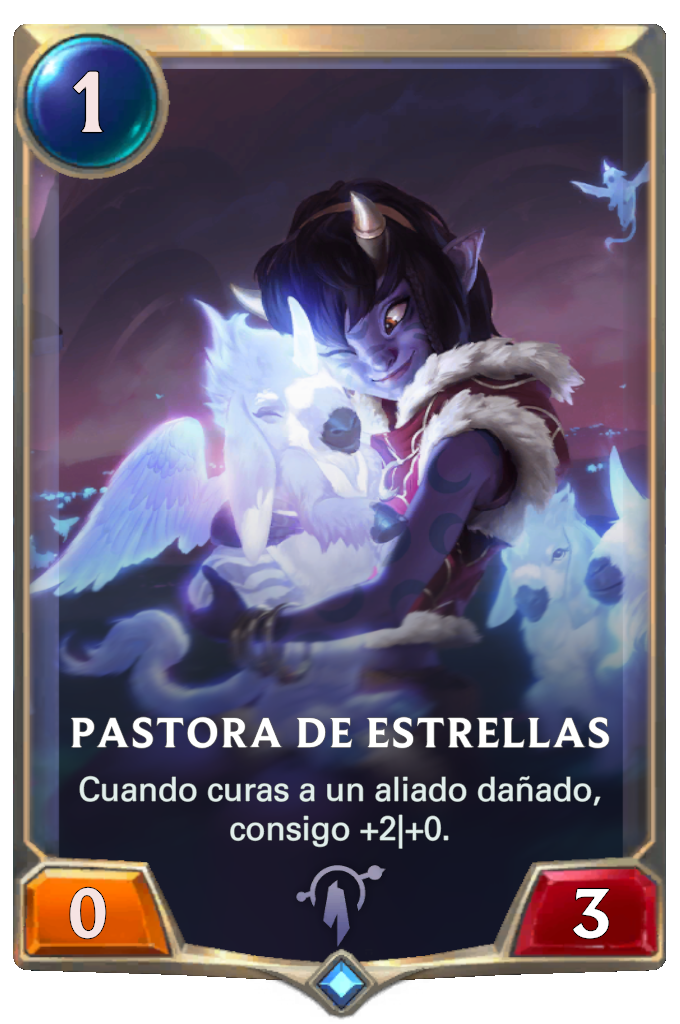 1
PASTORA DE ESTRELLAS
Cuando curas a un aliado dañado,
consigo +2|+0.
0
3